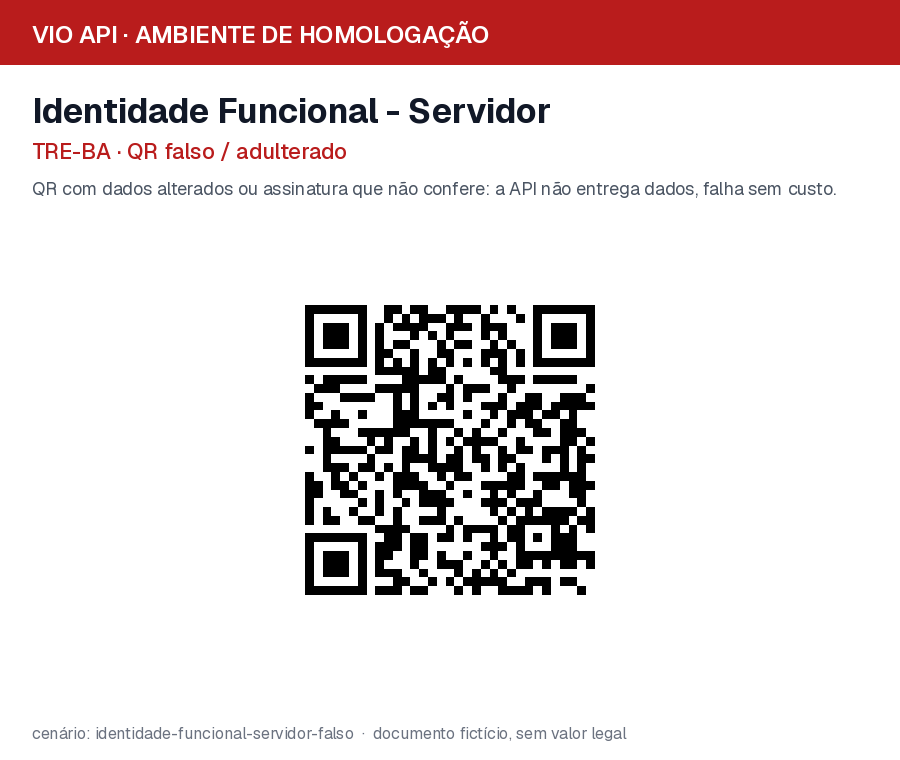 VIO API · AMBIENTE DE HOMOLOGAÇÃO
Identidade Funcional - Servidor
TRE-BA · QR falso / adulterado
QR com dados alterados ou assinatura que não confere: a API não entrega dados, falha sem custo.
cenário: identidade-funcional-servidor-falso · documento fictício, sem valor legal